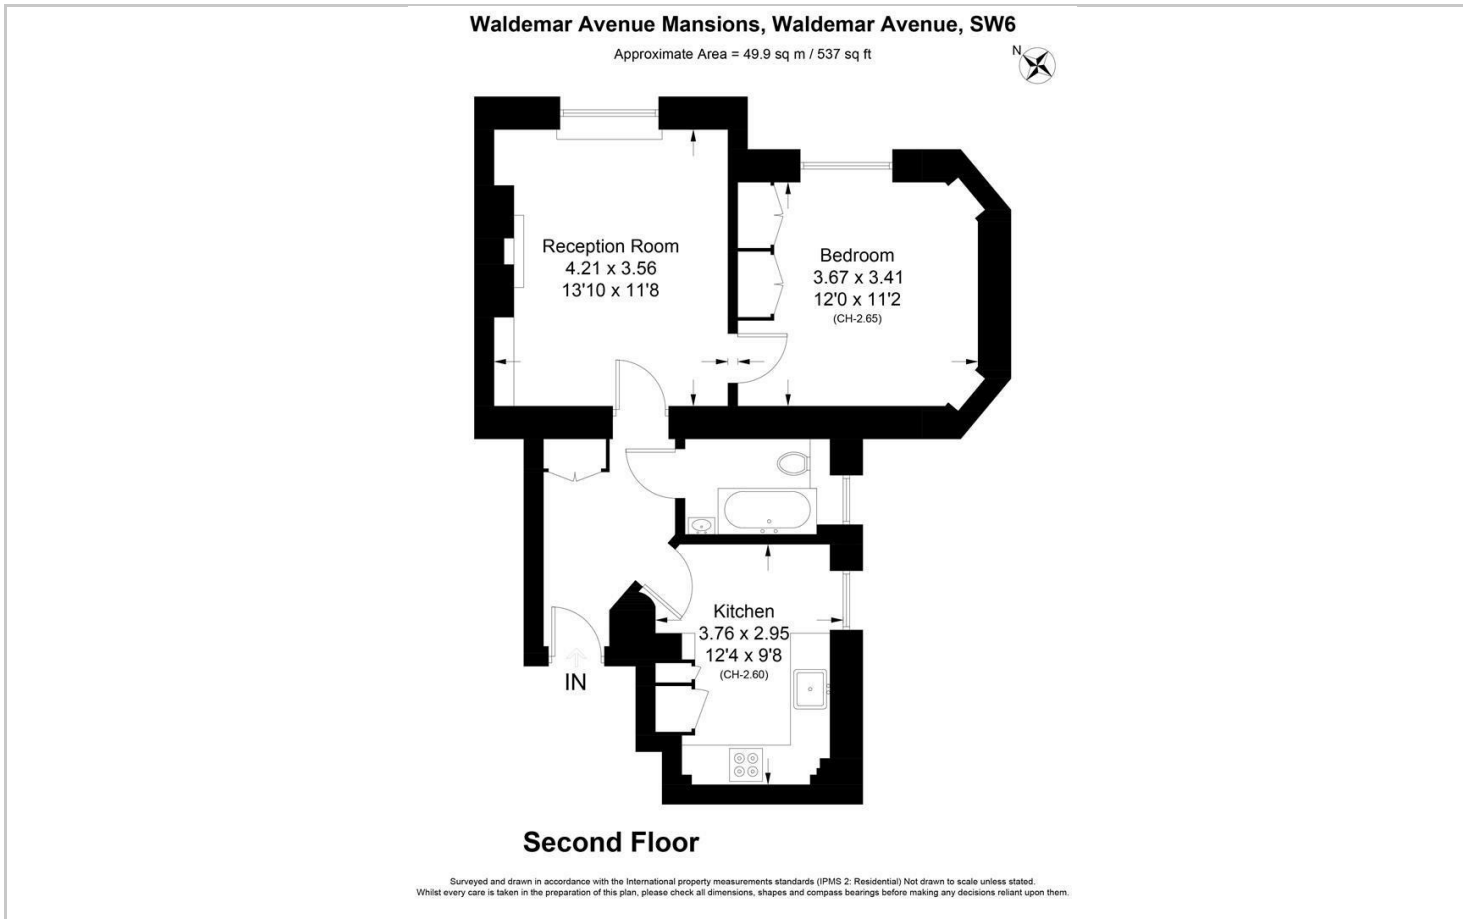 Waldemar Avenue Mansions, Waldemar Avenue, SW6
Approximate Area = 49.9 sq m / 537 sq ft
N
Reception Room
4.21 x 3.56
13'10 x 11'8
Bedroom
3.67 x 3.41
12'0 x 11'2
(CH-2.65)
Kitchen
3.76 x 2.95
12'4 x 9'8
(CH-2.60)
IN
Second Floor
Surveyed and drawn in accordance with the International property measurements standards (IPMS 2: Residential) Not drawn to scale unless stated.
Whilst every care is taken in the preparation of this plan, please check all dimensions, shapes and compass bearings before making any decisions reliant upon them.